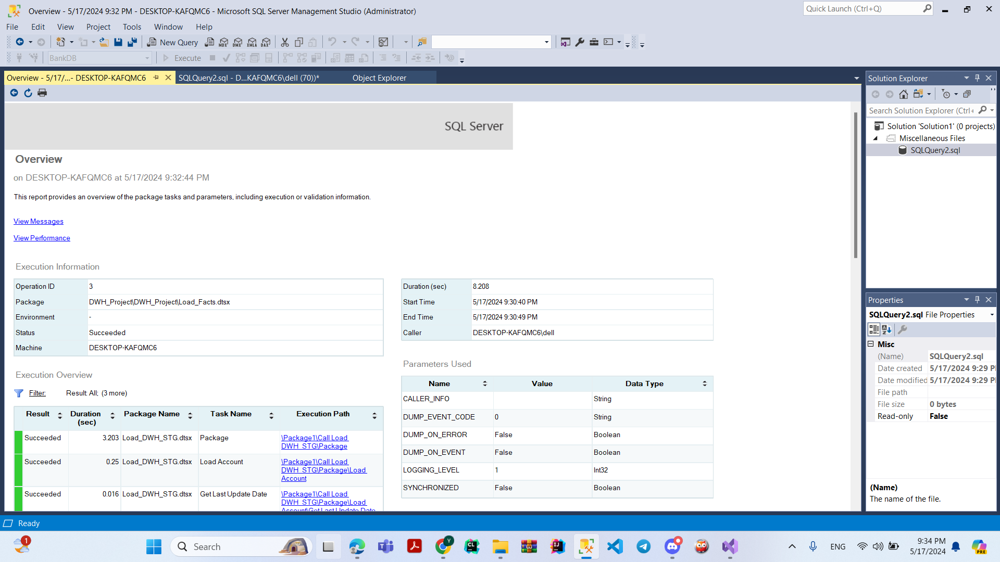 Overview - 5/17/2024 9:32 PM - DESKTOP-KAFQMC6 - Microsoft SQL Server Management Studio (Administrator)
Quick Launch (Ctrl+Q)
File Edit View Project Tools Window Help
New Query
MDX DMX XMLA DAX
BankDB
Execute
Overview - 5/17/...- DESKTOP-KAFQMC6
SQLQuery2.sql - D...KAFQMC6\dell (70))*
Object Explorer
SQL Server
Overview
on DESKTOP-KAFQMC6 at 5/17/2024 9:32:44 PM
This report provides an overview of the package tasks and parameters, including execution or validation information.
View Messages
View Performance
Execution Information
Operation ID 3
Package DWH_Project\DWH_Project\Load_Facts.dtsx
Environment -
Status Succeeded
Machine DESKTOP-KAFQMC6
Duration (sec) 8.208
Start Time 5/17/2024 9:30:40 PM
End Time 5/17/2024 9:30:49 PM
Caller DESKTOP-KAFQMC6\dell
Execution Overview
Filter: Result: All; (3 more)
Result Duration (sec) Package Name Task Name Execution Path
Succeeded 3.203 Load_DWH_STG.dtsx Package \Package1\Call Load
DWH_STG\Package
Succeeded 0.25 Load_DWH_STG.dtsx Load Account \Package1\Call Load
DWH_STG\Package\Load
Account
Succeeded 0.016 Load_DWH_STG.dtsx Get Last Update Date \Package1\Call Load
DWH_STG\Package\Load
Account\Get Last Update Date
Parameters Used
Name Value Data Type
CALLER_INFO String
DUMP_EVENT_CODE 0 String
DUMP_ON_ERROR False Boolean
DUMP_ON_EVENT False Boolean
LOGGING_LEVEL 1 Int32
SYNCHRONIZED False Boolean
Solution Explorer
Search Solution Explorer (Ctrl+
Solution 'Solution1' (0 projects)
Miscellaneous Files
SQLQuery2.sql
Properties
SQLQuery2.sql File Properties
Misc
(Name) SQLQuery2.sql
Date created 5/17/2024 9:29 P
Date modified 5/17/2024 9:29 P
File path
File size 0 bytes
Read-only False
(Name)
The name of the file.
Ready
1
Search
Y
CL
IJ
ENG
9:34 PM
5/17/2024
PRE